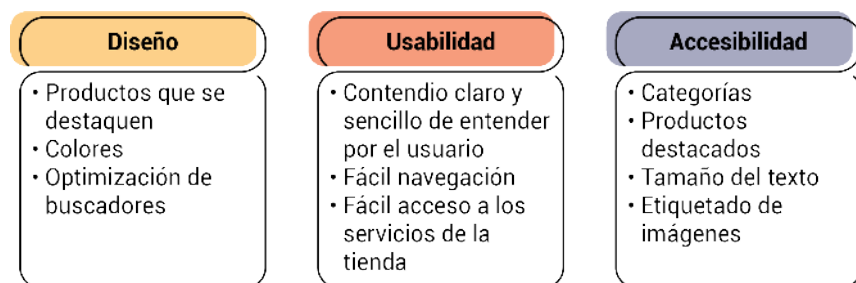 Diseño
• Productos que se
destaquen
• Colores
• Optimización de
buscadores
Usabilidad
• Contendio claro y
sencillo de entender
por el usuario
• Fácil navegación
• Fácil acceso a los
servicios de la
tienda
Accesibilidad
• Categorías
• Productos
destacados
• Tamaño del texto
• Etiquetado de
imágenes